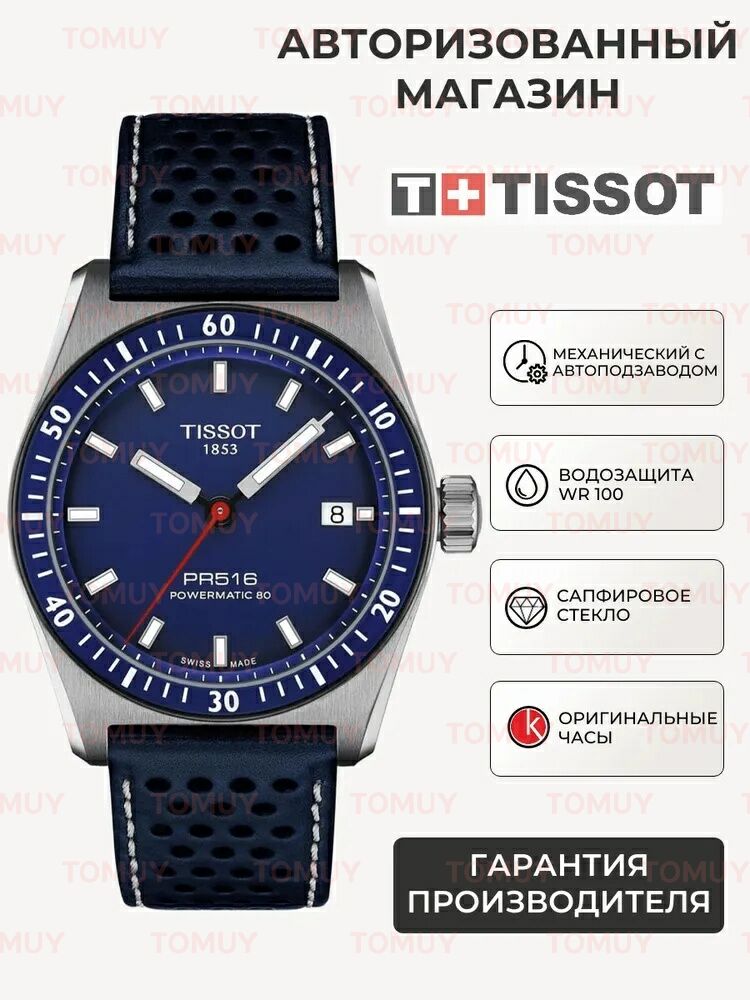 АВТОРИЗОВАННЫЙ
МАГАЗИН
T+TISSOT
60
10
20
30
40
50
TISSOT
1853
8
PR516
POWERMATIC 80
SWISS MADE
МЕХАНИЧЕСКИЙ С
АВТОПОДЗАВОДОМ
ВОДОЗАЩИТА
WR 100
САПФИРОВОЕ
СТЕКЛО
k
ОРИГИНАЛЬНЫЕ
ЧАСЫ
ГАРАНТИЯ
ПРОИЗВОДИТЕЛЯ
TOMUY